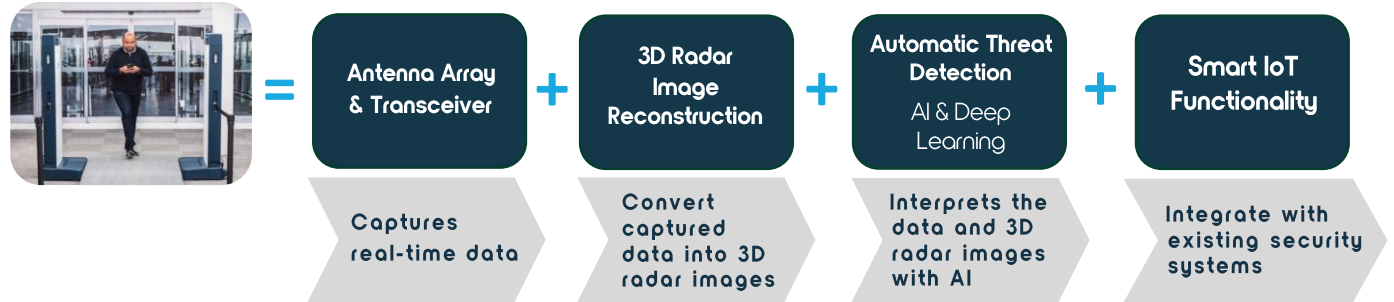 =
Antenna Array
& Transceiver
+
3D Radar
Image
Reconstruction
+
Automatic Threat
Detection
AI & Deep
Learning
+
Smart IoT
Functionality
Captures
real-time data
Convert
captured
data into 3D
radar images
Interprets the
data and 3D
radar images
with AI
Integrate with
existing security
systems